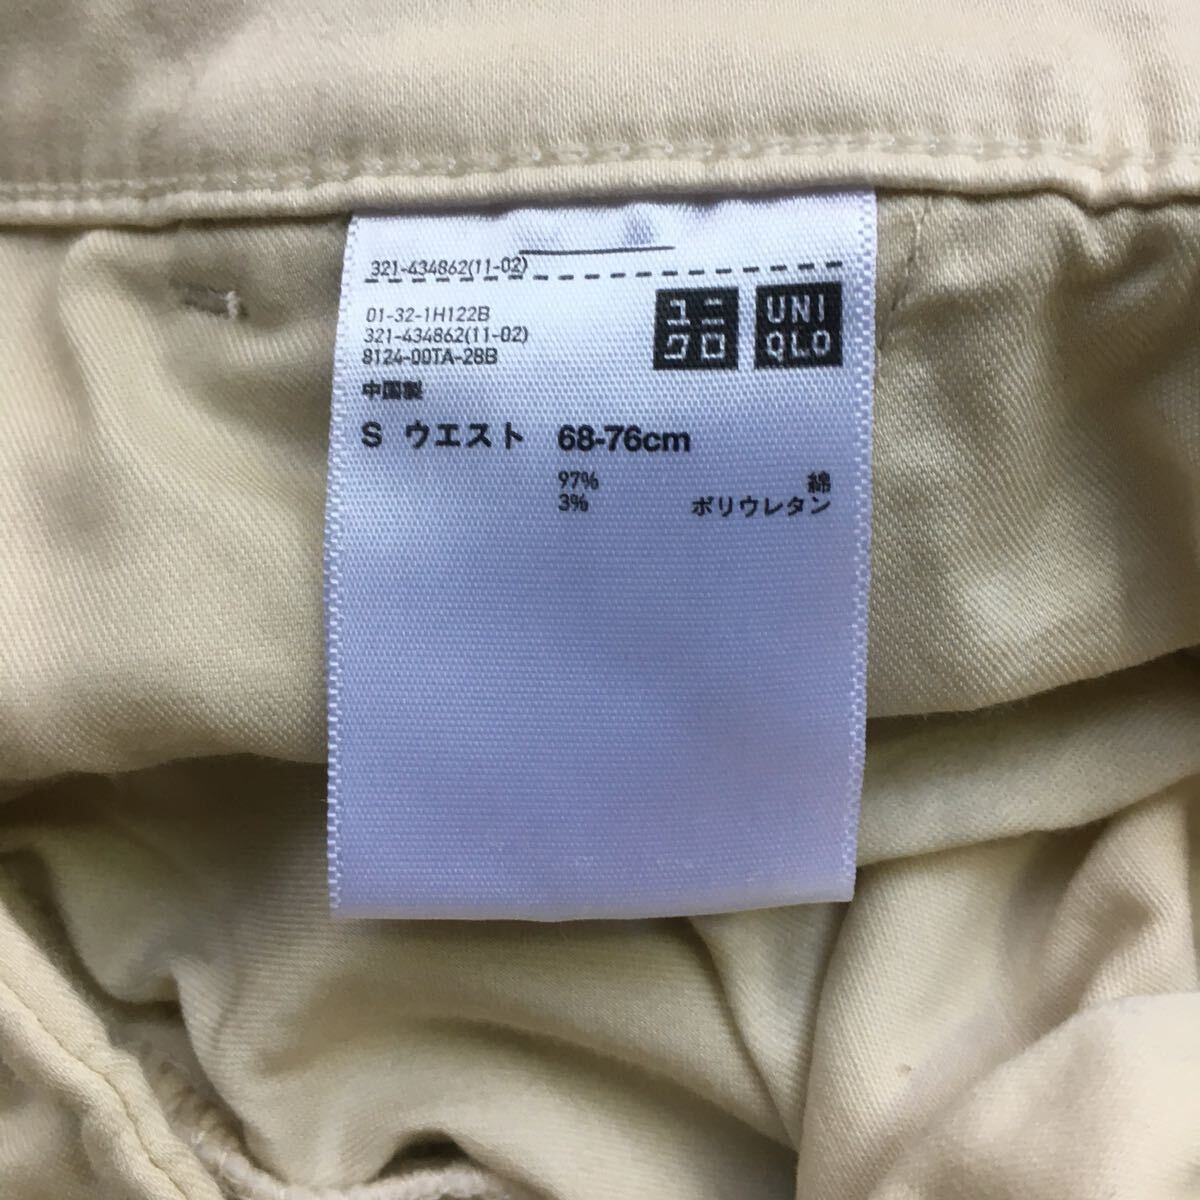 321-434862(11-02)
01-32-1H122B
321-434862(11-02)
8124-00TA-28B
中国製
ユニ
クロ
UNI
QLO
S ウエスト 68-76cm
97% 綿
3% ポリウレタン